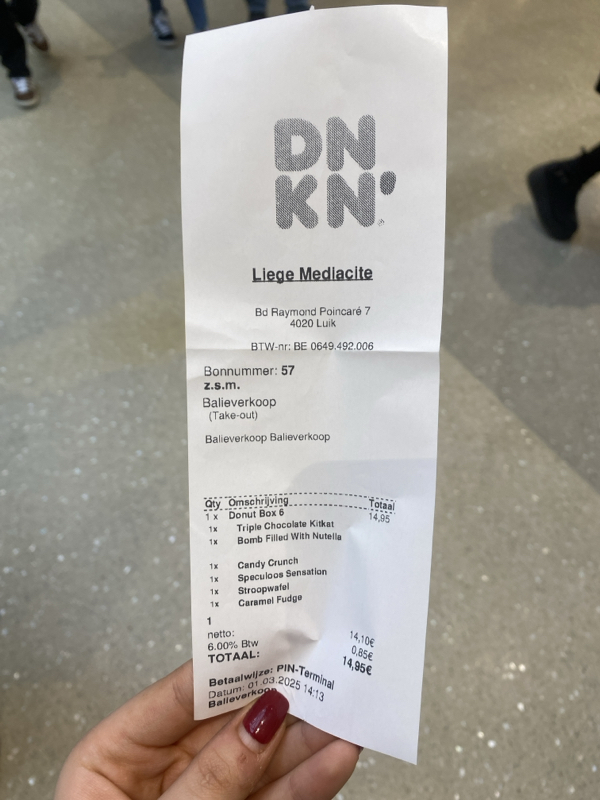 DN
KN'
Liege Mediacite
Bd Raymond Poincaré 7
4020 Luik
BTW-nr: BE 0649.492.006
Bonnummer: 57
z.s.m.
Balieverkoop
(Take-out)
Balieverkoop Balieverkoop
Qty Omschrijving Totaal
1 x Donut Box 6 14,95
1x Triple Chocolate Kitkat
1x Bomb Filled With Nutella
1x Candy Crunch
1x Speculoos Sensation
1x Stroopwafel
1x Caramel Fudge
1
netto: 14,10€
6.00% Btw 0,85€
TOTAAL: 14,95€
Betaalwijze: PIN-Terminal
Datum: 01.03.2025 14:13
Balieverkoop